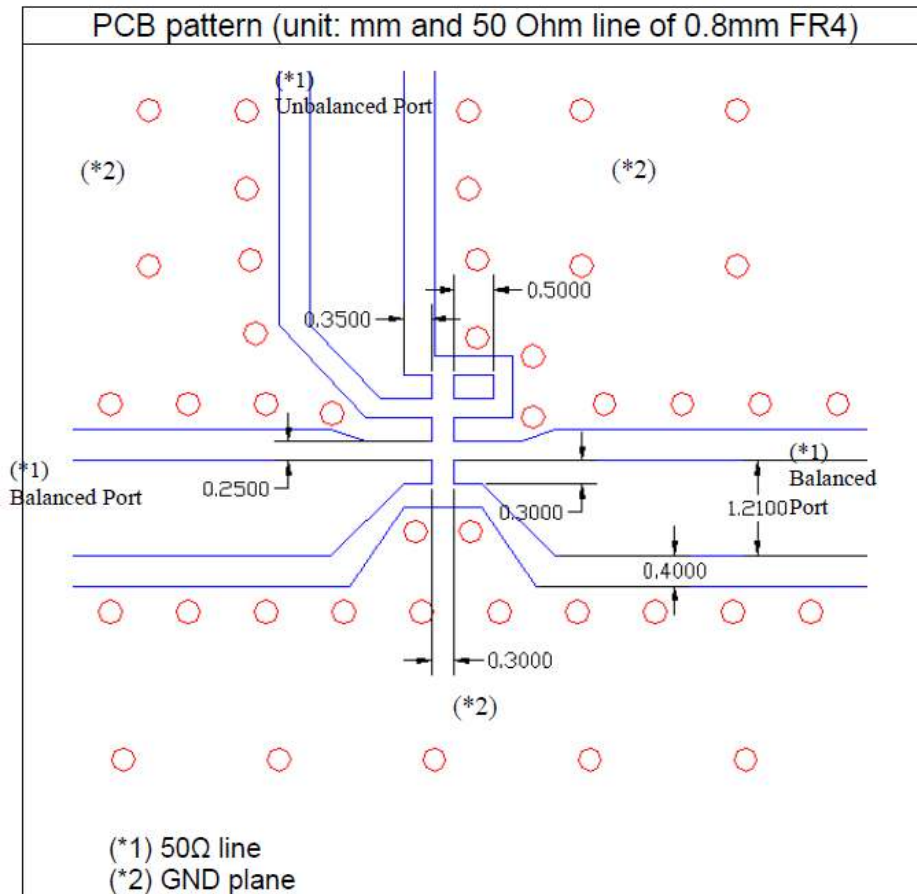 PCB pattern (unit: mm and 50 Ohm line of 0.8mm FR4)
(*1)
Unbalanced Port
(*2)
(*2)
0.5000
0.3500
(*1)
Balanced Port
(*1)
Balanced
Port
0.2500
0.3000
1.2100
0.4000
0.3000
(*2)
(*1) 50Ω line
(*2) GND plane